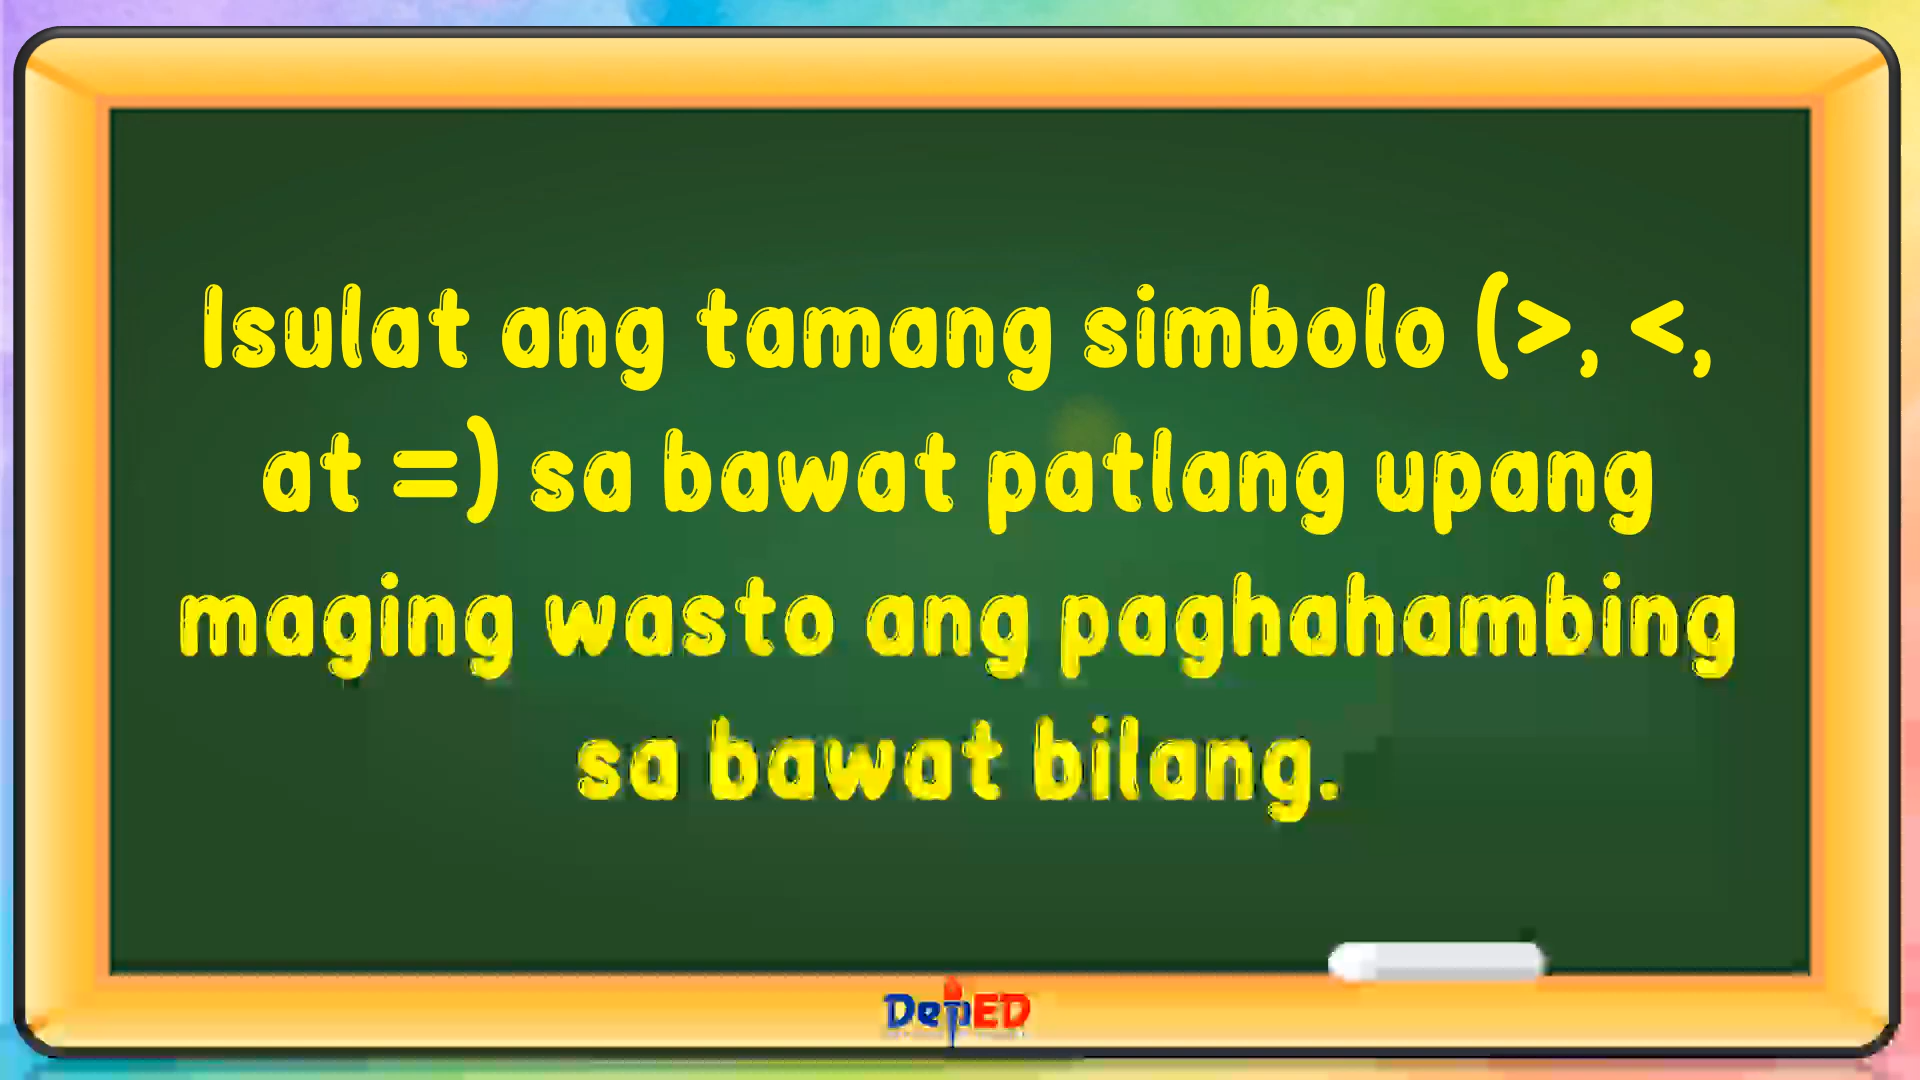 Isulat ang tamang simbolo (>, <,
at =) sa bawat patlang upang
maging wasto ang paghahambing
sa bawat bilang.
DepED